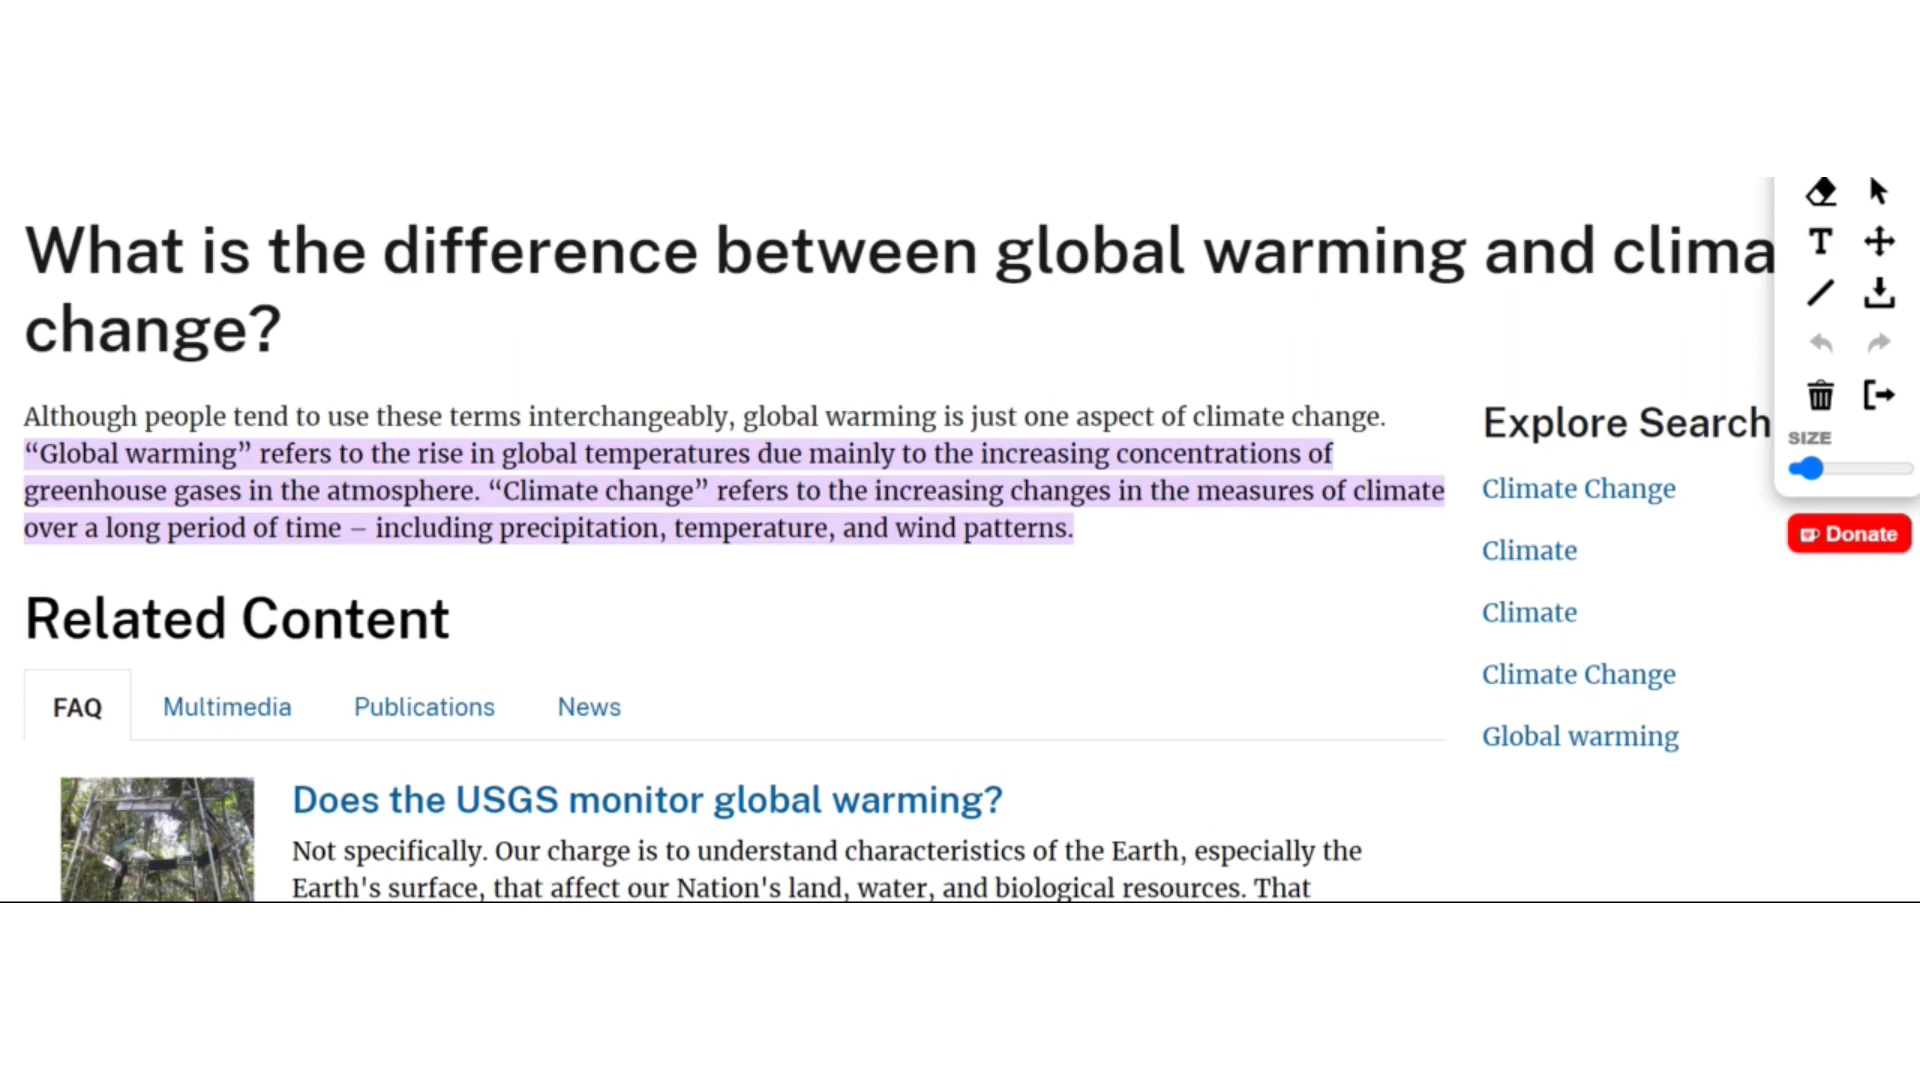 What is the difference between global warming and clima
change?
Although people tend to use these terms interchangeably, global warming is just one aspect of climate change.
“Global warming” refers to the rise in global temperatures due mainly to the increasing concentrations of
greenhouse gases in the atmosphere. “Climate change” refers to the increasing changes in the measures of climate
over a long period of time – including precipitation, temperature, and wind patterns.
Related Content
FAQ Multimedia Publications News
Does the USGS monitor global warming?
Not specifically. Our charge is to understand characteristics of the Earth, especially the
Earth's surface, that affect our Nation's land, water, and biological resources. That
Explore Search
Climate Change
Climate
Climate
Climate Change
Global warming
T
SIZE
Donate